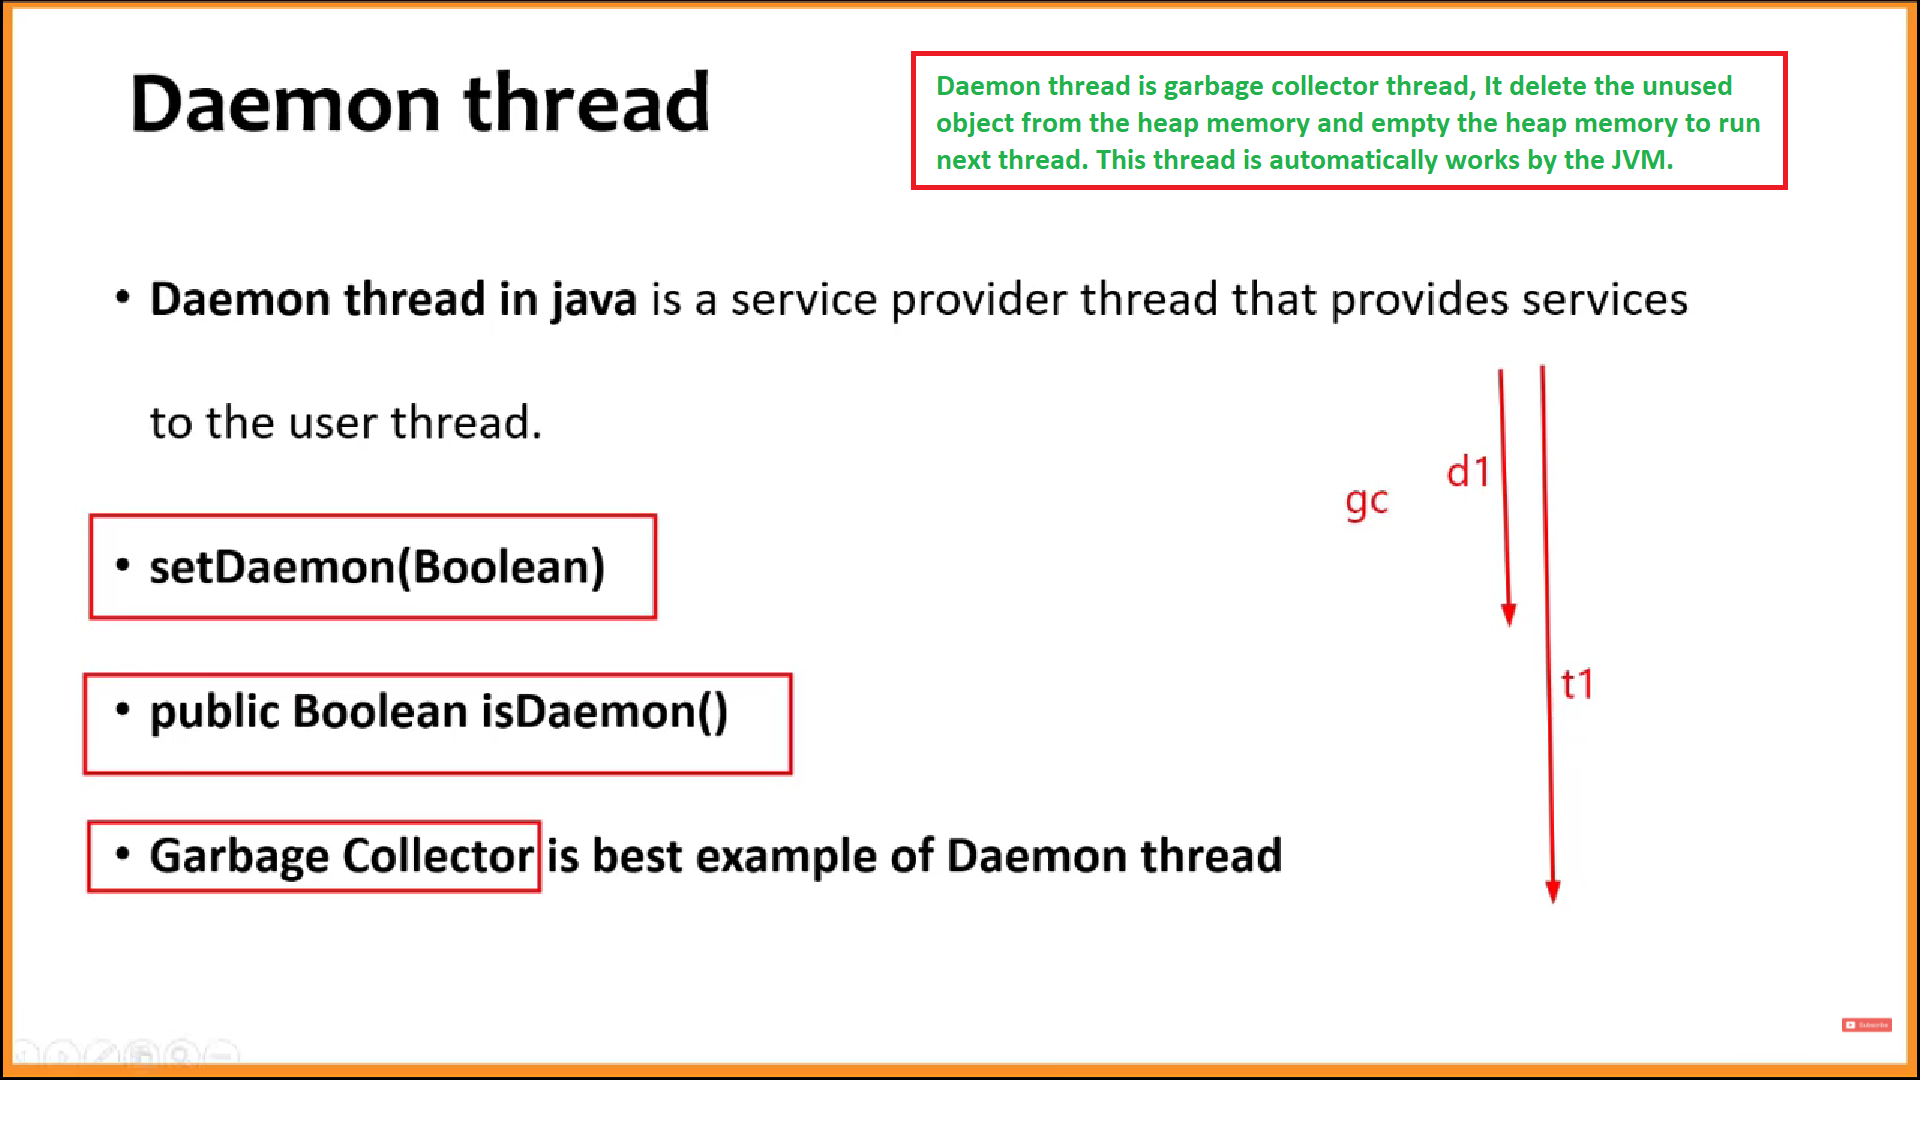 Daemon thread
Daemon thread is garbage collector thread, It delete the unused
object from the heap memory and empty the heap memory to run
next thread. This thread is automatically works by the JVM.
• Daemon thread in java is a service provider thread that provides services
to the user thread.
d1
gc
• setDaemon(Boolean)
t1
• public Boolean isDaemon()
• Garbage Collector is best example of Daemon thread
Subscribe